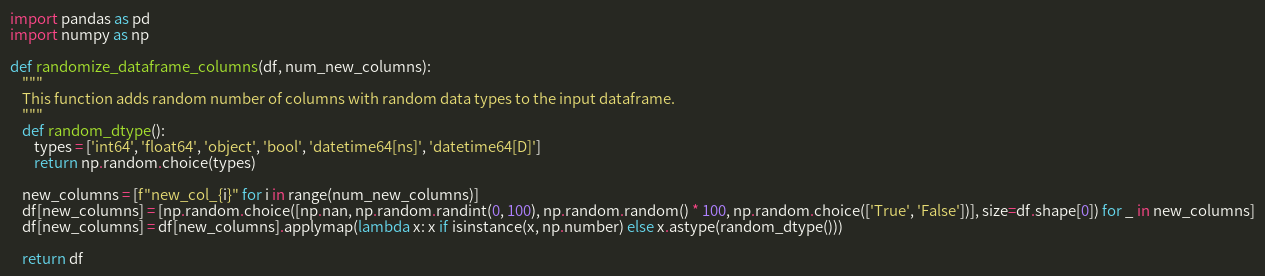 import pandas as pd
import numpy as np

def randomize_dataframe_columns(df, num_new_columns):
    """
    This function adds random number of columns with random data types to the input dataframe.
    """
    def random_dtype():
        types = ['int64', 'float64', 'object', 'bool', 'datetime64[ns]', 'datetime64[D]']
        return np.random.choice(types)

    new_columns = [f"new_col_{i}" for i in range(num_new_columns)]
    df[new_columns] = [np.random.choice([np.nan, np.random.randint(0, 100), np.random.random() * 100, np.random.choice(['True', 'False'])], size=df.shape[0]) for _ in new_columns]
    df[new_columns] = df[new_columns].applymap(lambda x: x if isinstance(x, np.number) else x.astype(random_dtype()))

    return df